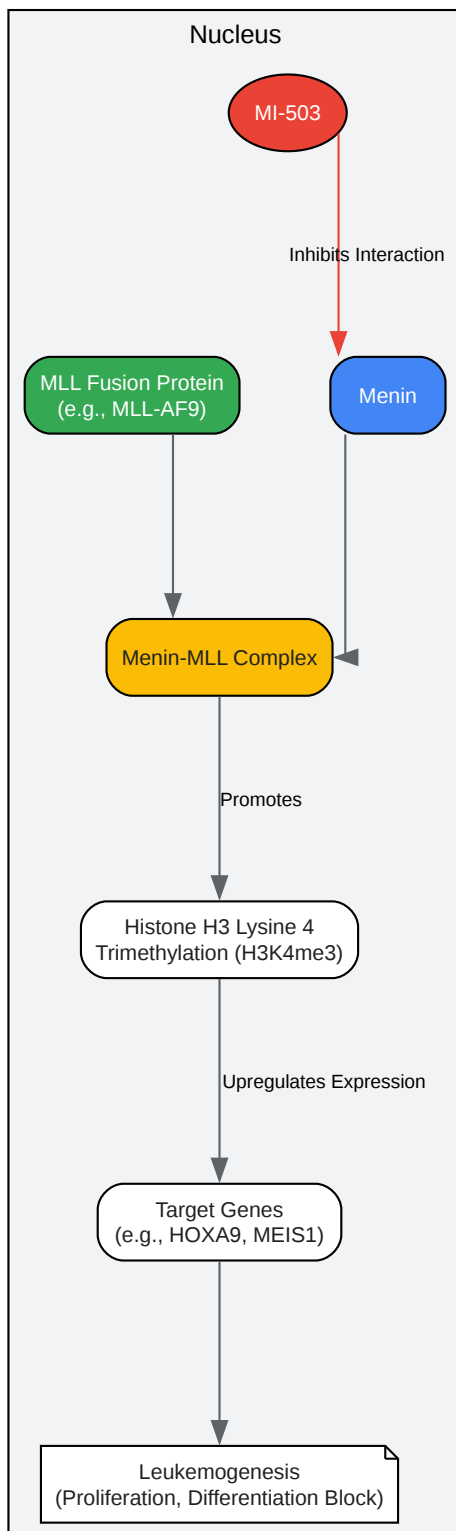 Nucleus
MI-503
Inhibits Interaction
MLL Fusion Protein
(e.g., MLL-AF9)
Menin
Menin-MLL Complex
Promotes
Histone H3 Lysine 4
Trimethylation (H3K4me3)
Upregulates Expression
Target Genes
(e.g., HOXA9, MEIS1)
Leukemogenesis
(Proliferation, Differentiation Block)